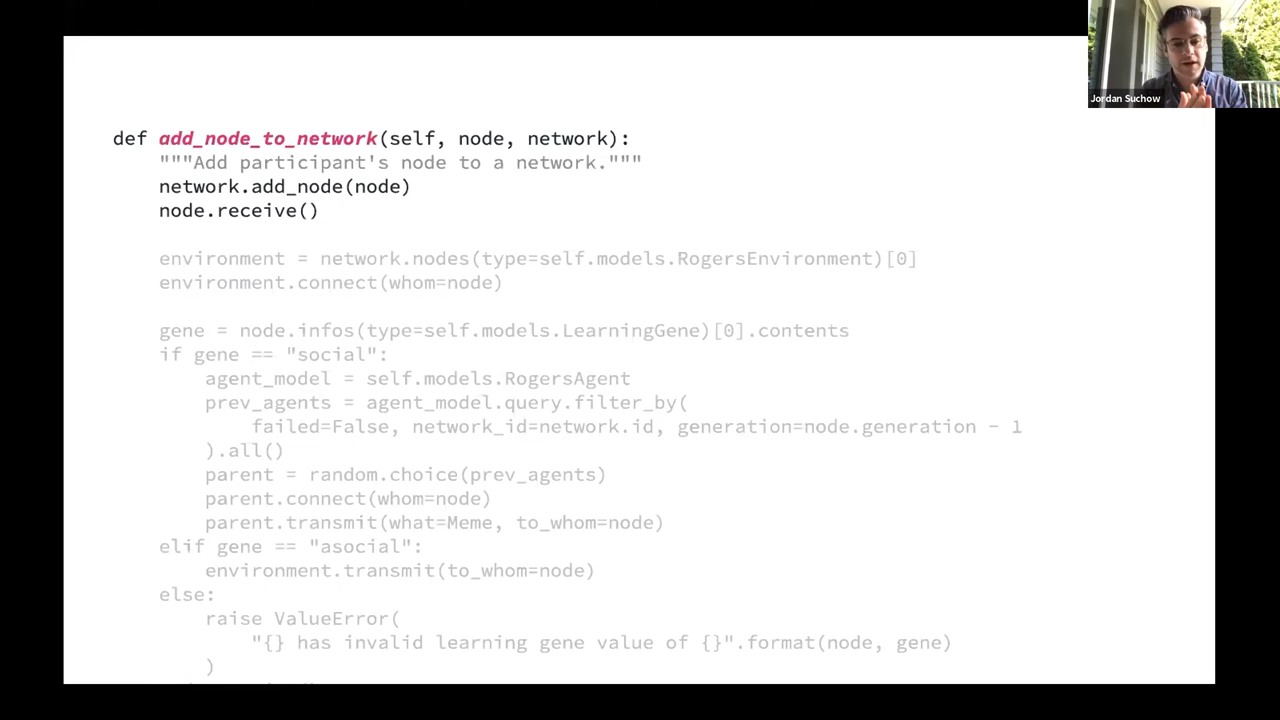 Jordan Suchow
def add_node_to_network(self, node, network):
    """Add participant's node to a network."""
    network.add_node(node)
    node.receive()

    environment = network.nodes(type=self.models.RogersEnvironment)[0]
    environment.connect(whom=node)

    gene = node.infos(type=self.models.LearningGene)[0].contents
    if gene == "social":
        agent_model = self.models.RogersAgent
        prev_agents = agent_model.query.filter_by(
            failed=False, network_id=network.id, generation=node.generation - 1
        ).all()
        parent = random.choice(prev_agents)
        parent.connect(whom=node)
        parent.transmit(what=Meme, to_whom=node)
    elif gene == "asocial":
        environment.transmit(to_whom=node)
    else:
        raise ValueError(
            "{} has invalid learning gene value of {}".format(node, gene)
        )